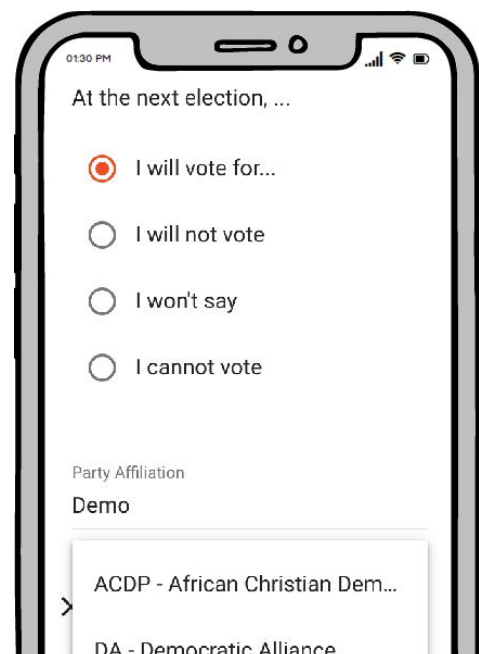 01:30 PM
At the next election, ...
I will vote for...
I will not vote
I won't say
I cannot vote
Party Affiliation
Demo
ACDP - African Christian Dem...
DA - Democratic Alliance